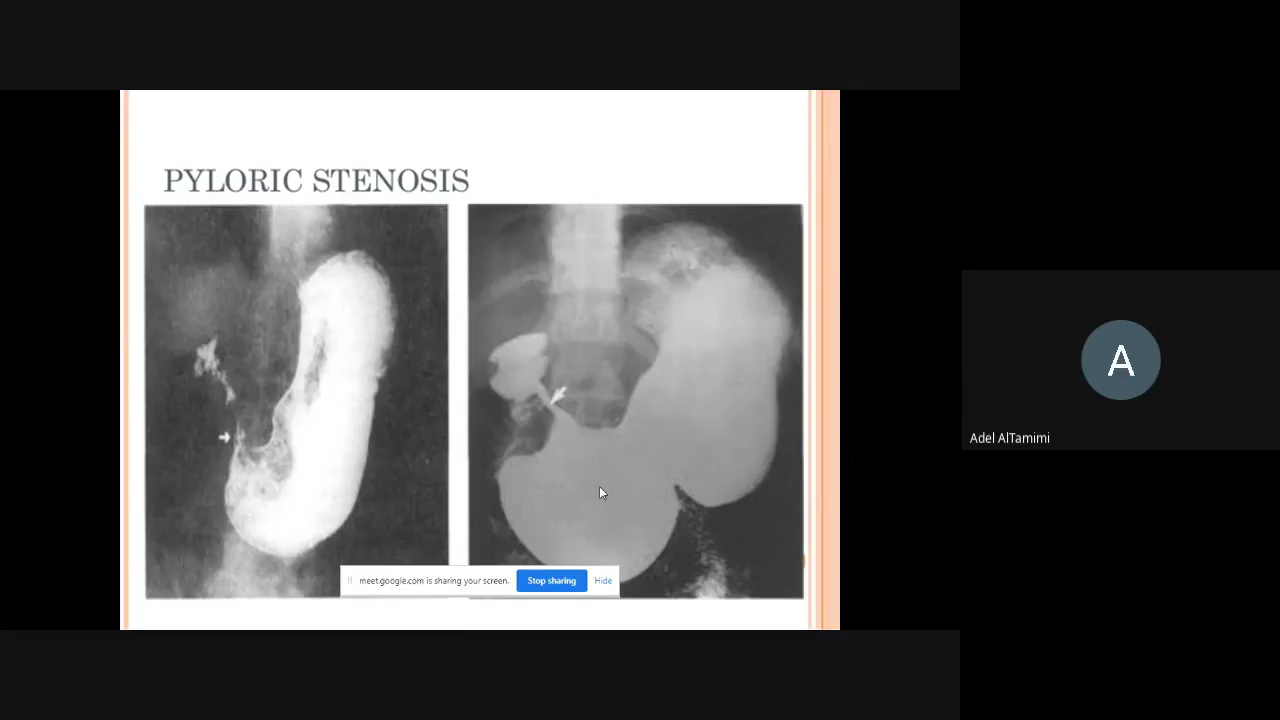 PYLORIC STENOSIS
meet.google.com is sharing your screen.
Stop sharing
Hide
A
Adel AlTamimi